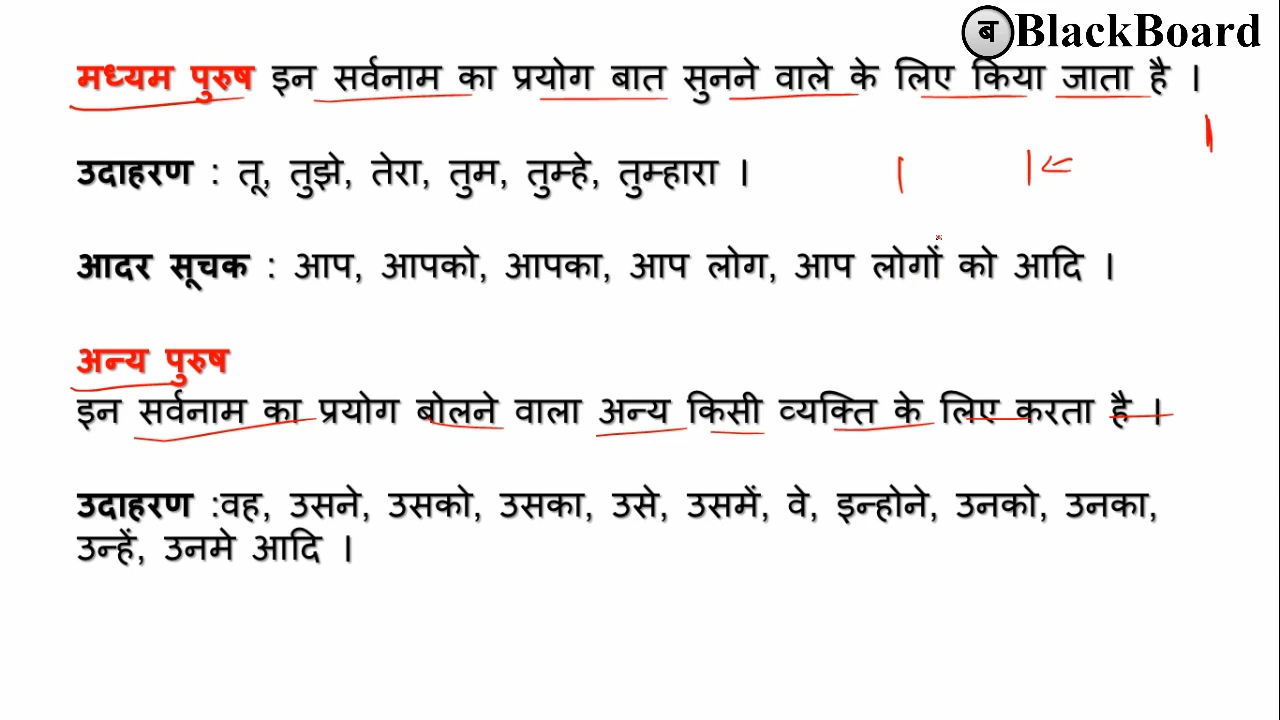 ब BlackBoard
मध्यम पुरुष इन सर्वनाम का प्रयोग बात सुनने वाले के लिए किया जाता है ।
उदाहरण : तू, तुझे, तेरा, तुम, तुम्हे, तुम्हारा ।
आदर सूचक : आप, आपको, आपका, आप लोग, आप लोगों को आदि ।
अन्य पुरुष
इन सर्वनाम का प्रयोग बोलने वाला अन्य किसी व्यक्ति के लिए करता है ।
उदाहरण :वह, उसने, उसको, उसका, उसे, उसमें, वे, इन्होने, उनको, उनका,
उन्हें, उनमे आदि ।